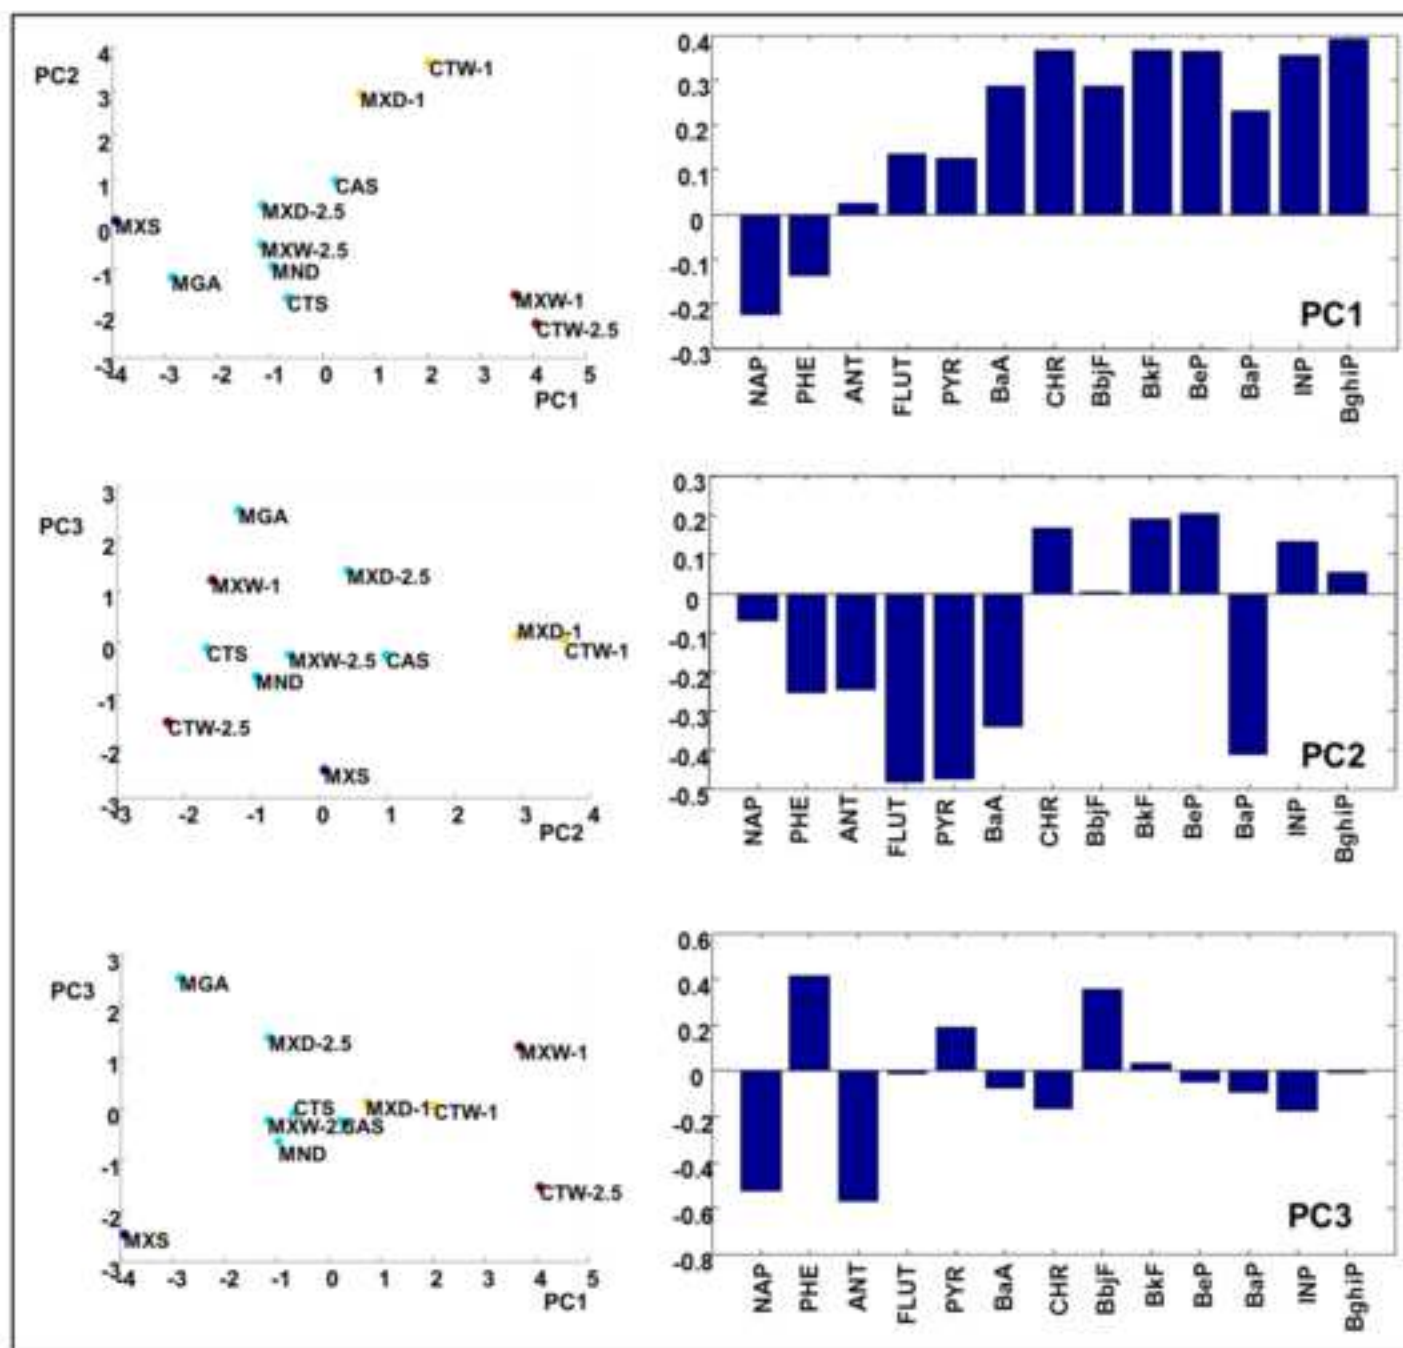 PC2
4
3
2
1
0
-1
-2
-3
CTW-1
MXD-1
CAS
MXD-2.5
MXS
MXW-2.5
MND
MGA
CTS
MXW-1
CTW-2.5
-4 -3 -2 -1 0 1 2 3 4 5
PC1
0.4
0.3
0.2
0.1
0
-0.1
-0.2
-0.3
PC1
NAP PHE ANT FLUT PYR BaA CHR BbjF BkF BeP BaP INP BghiP
PC3
3
2
1
0
-1
-2
-3
MGA
MXW-1
MXD-2.5
MXD-1
CTW-1
CTS
MXW-2.5
CAS
MND
CTW-2.5
MXS
-3 -2 -1 0 1 2 3 4
PC2
0.3
0.2
0.1
0
-0.1
-0.2
-0.3
-0.4
-0.5
PC2
NAP PHE ANT FLUT PYR BaA CHR BbjF BkF BeP BaP INP BghiP
PC3
3
2
1
0
-1
-2
-3
MGA
MXD-2.5
MXW-1
CTS
MXD-1
CTW-1
MND
CTW-2.5
MXS
-4 -3 -2 -1 0 1 2 3 4 5
PC1
0.6
0.4
0.2
0
-0.2
-0.4
-0.6
-0.8
PC3
NAP PHE ANT FLUT PYR BaA CHR BbjF BkF BeP BaP INP BghiP